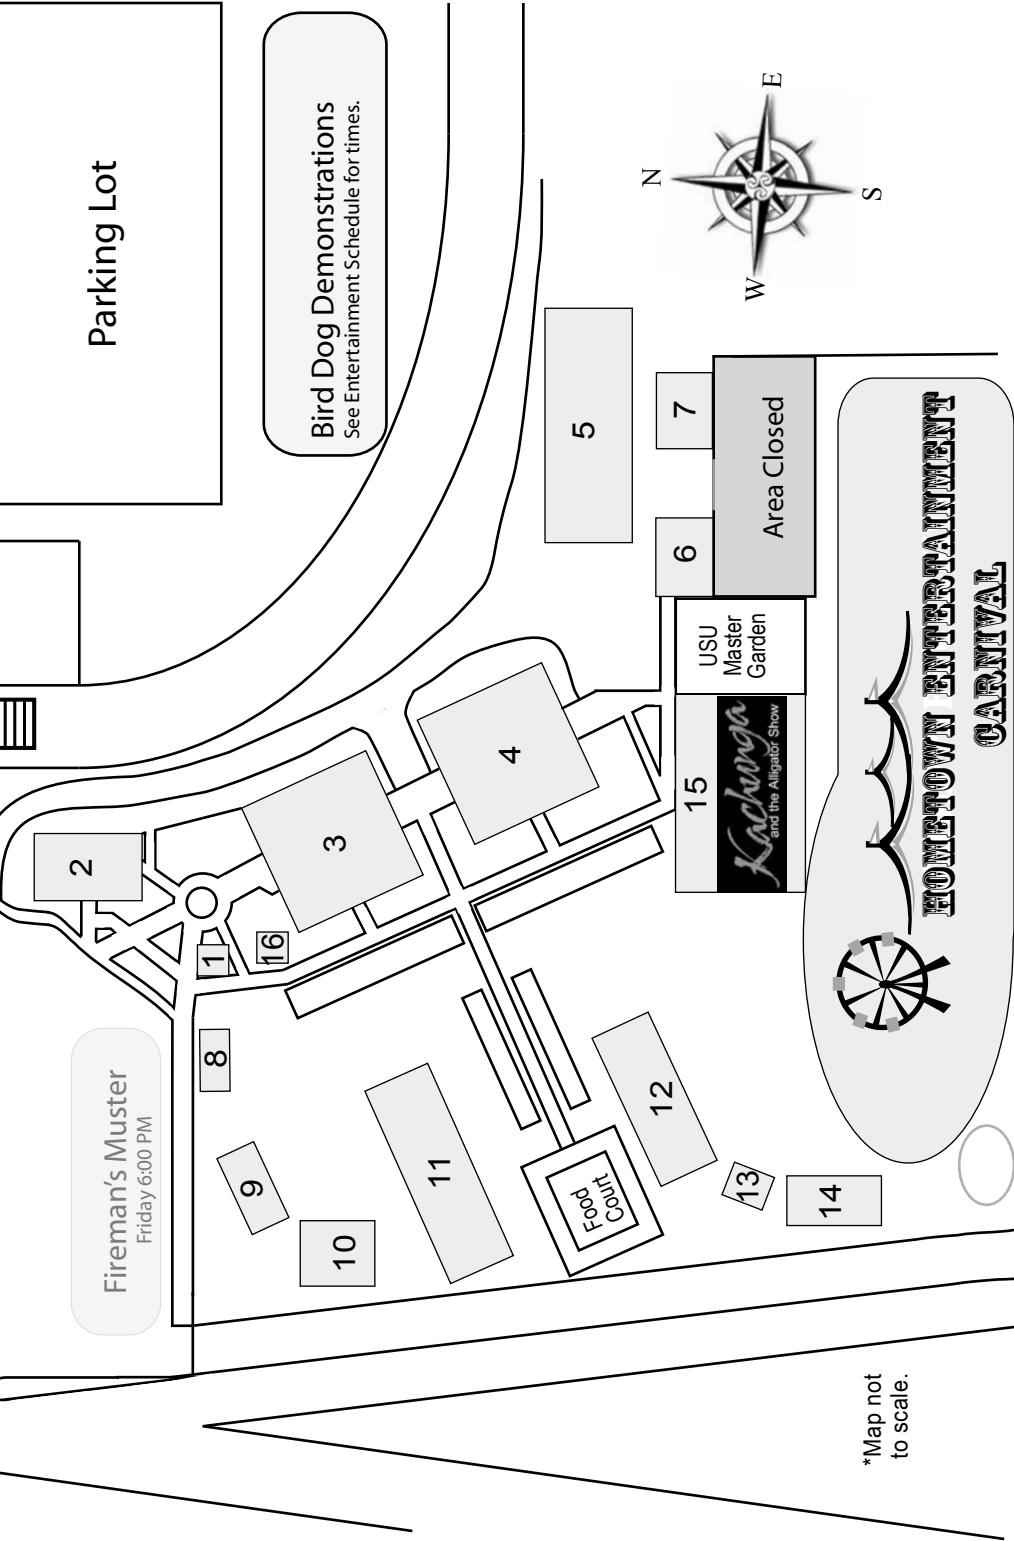 Parking Lot
Bird Dog Demonstrations
See Entertainment Schedule for times.
N
E
S
W
5
7
6
Area Closed
USU
Master
Garden
4
3
2
15
Kachunga
and the Alligator Show
HOMETOWN ENTERTAINMENT
CARNIVAL
1
16
8
Fireman's Muster
Friday 6:00 PM
9
10
11
12
13
14
Food
Court
*Map not
to scale.